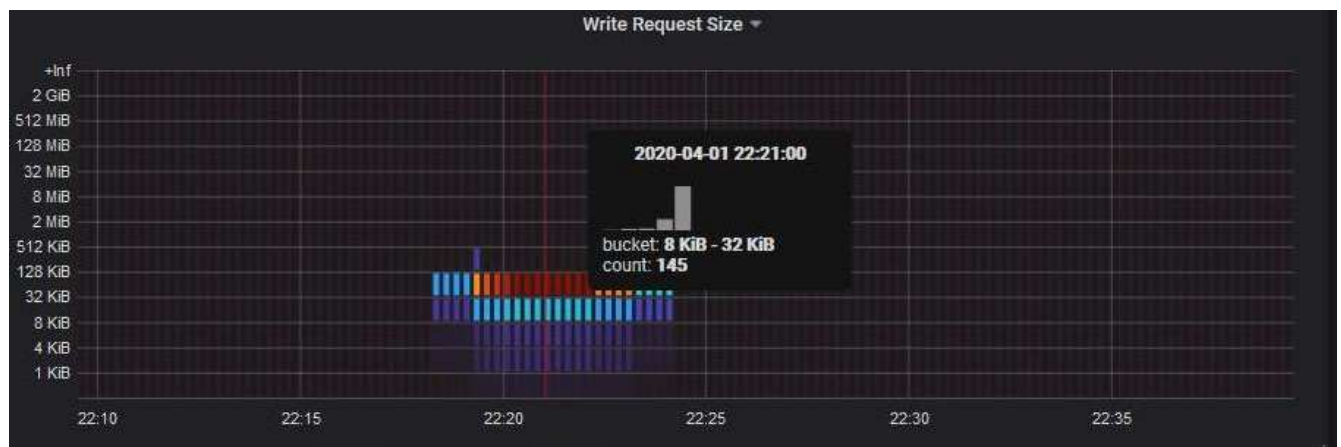 Write Request Size
+Inf
2 GiB
512 MiB
128 MiB
32 MiB
8 MiB
2 MiB
512 KiB
128 KiB
32 KiB
8 KiB
4 KiB
1 KiB
2020-04-01 22:21:00
bucket: 8 KiB - 32 KiB
count: 145
22:10 22:15 22:20 22:25 22:30 22:35